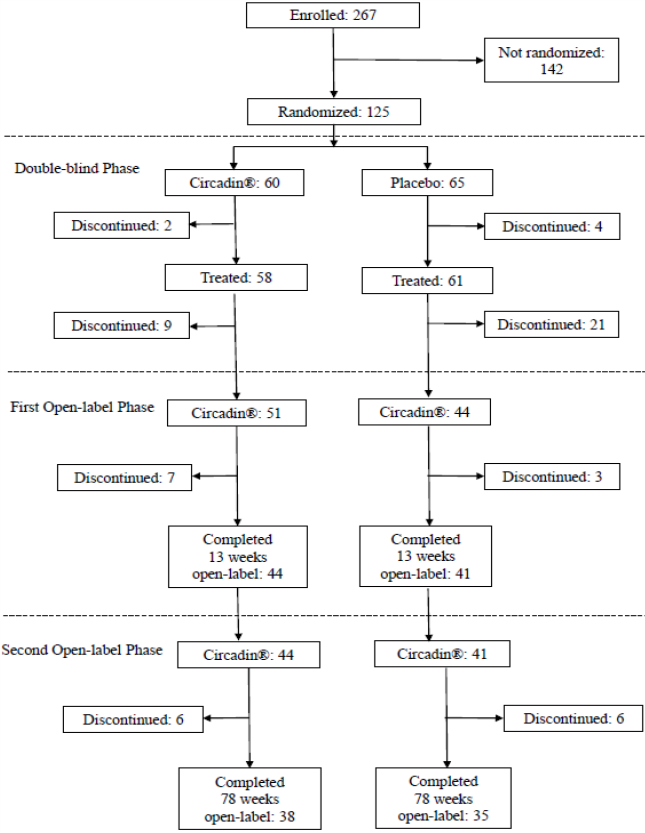 Enrolled: 267
Not randomized:
142
Randomized: 125
Double-blind Phase
Circadin®: 60
Placebo: 65
Discontinued: 2
Discontinued: 4
Treated: 58
Treated: 61
Discontinued: 9
Discontinued: 21
First Open-label Phase
Circadin®: 51
Circadin®: 44
Discontinued: 7
Discontinued: 3
Completed
13 weeks
open-label: 44
Completed
13 weeks
open-label: 41
Second Open-label Phase
Circadin®: 44
Circadin®: 41
Discontinued: 6
Discontinued: 6
Completed
78 weeks
open-label: 38
Completed
78 weeks
open-label: 35